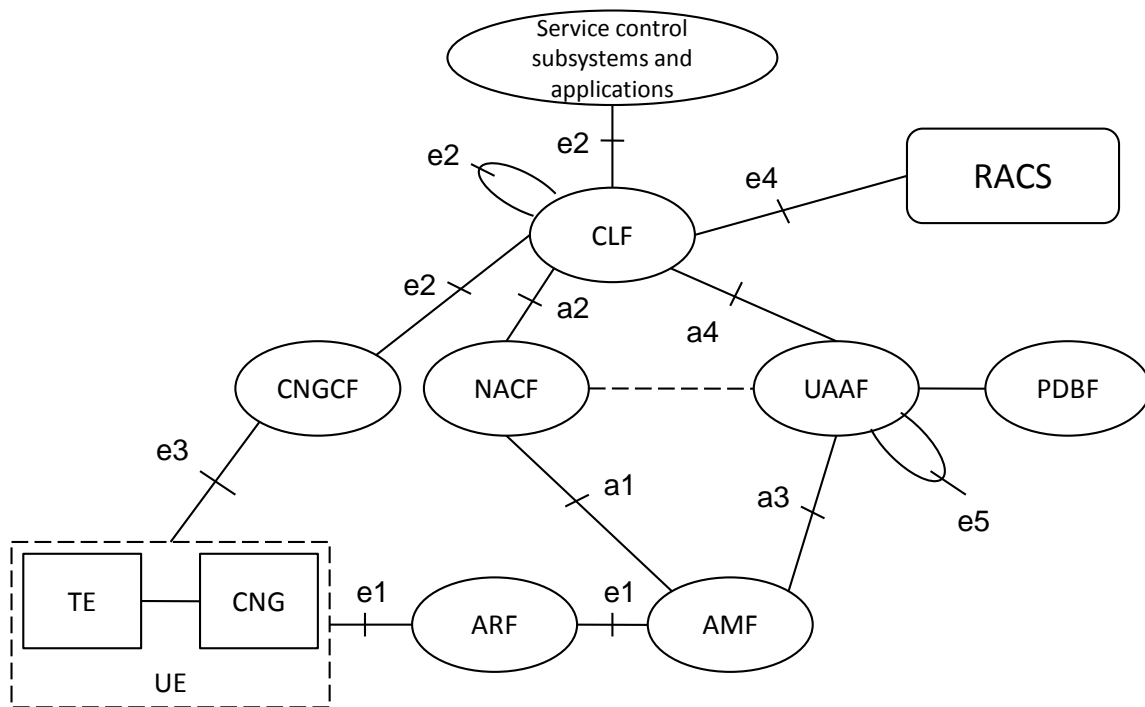 Service control
subsystems and
applications
e2
e2
e4
RACS
CLF
e2
a2
a4
CNGCF
NACF
UAAF
PDBF
e3
a1
a3
e5
TE
CNG
e1
ARF
e1
AMF
UE